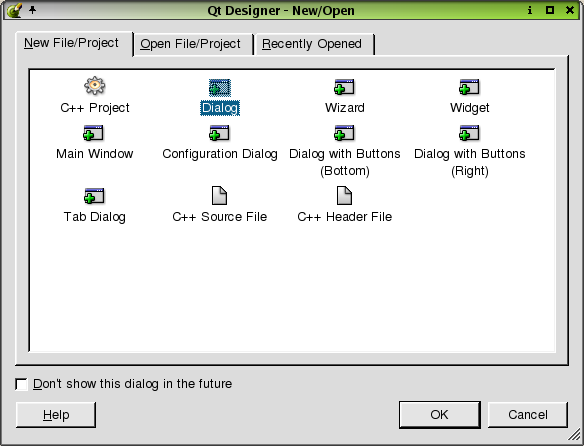 Qt Designer - New/Open
New File/Project Open File/Project Recently Opened
C++ Project Dialog Wizard Widget
Main Window Configuration Dialog Dialog with Buttons (Bottom) Dialog with Buttons (Right)
Tab Dialog C++ Source File C++ Header File
Don't show this dialog in the future
Help OK Cancel